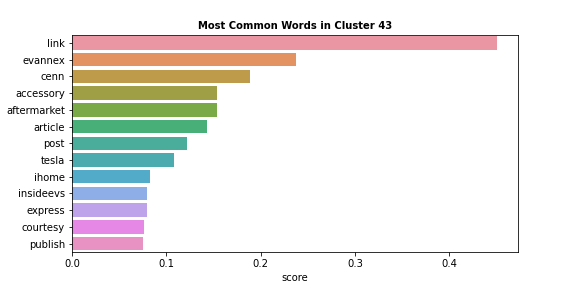 Most Common Words in Cluster 43
link
evannex
cenn
accessory
aftermarket
article
post
tesla
ihome
insideevs
express
courtesy
publish
0.0 0.1 0.2 0.3 0.4
score